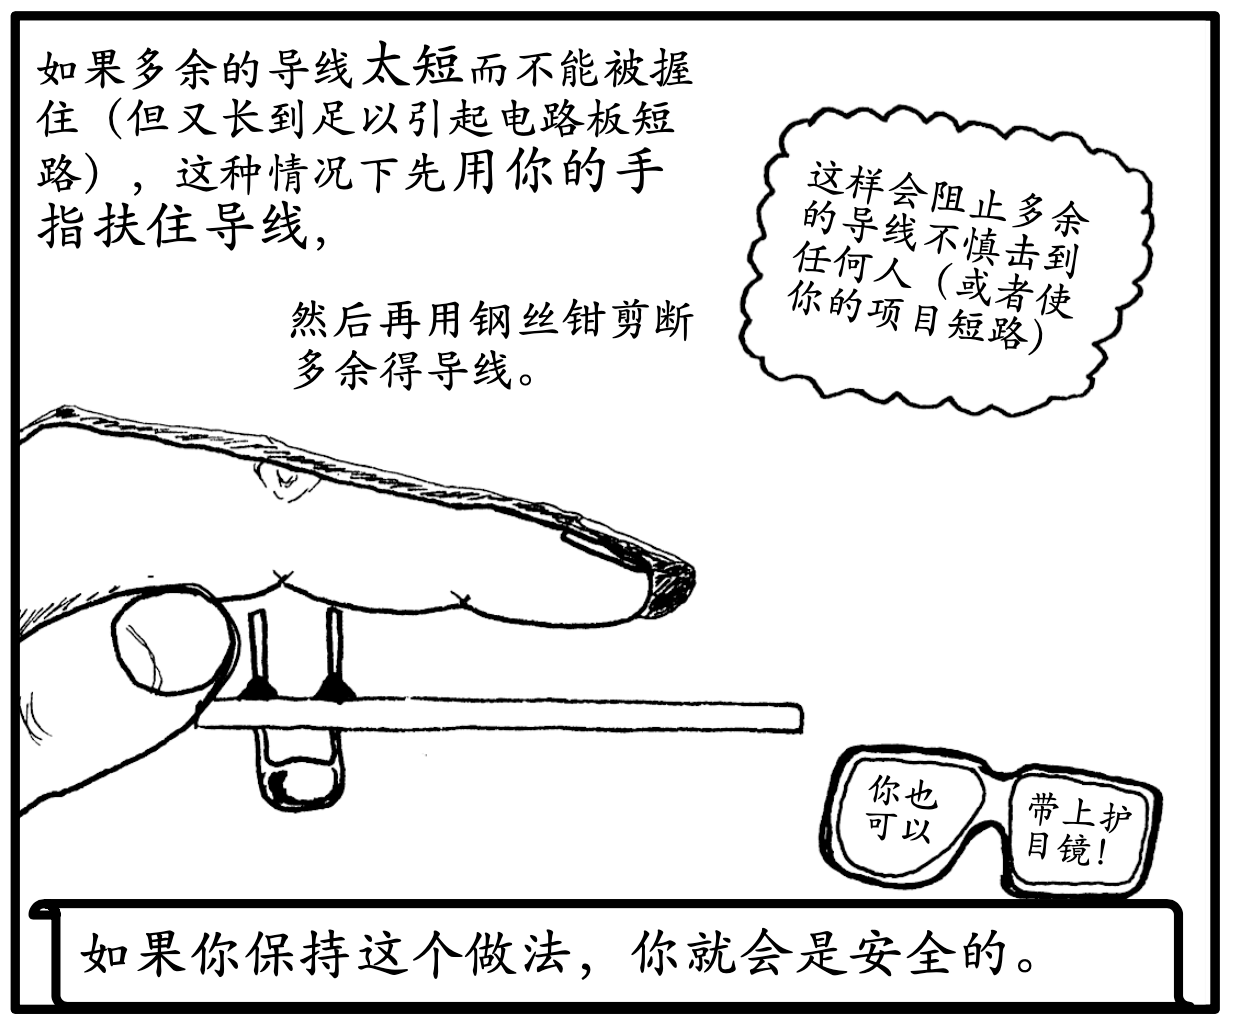 如果多余的导线太短而不能被握
住（但又长到足以引起电路板短
路），这种情况下先用你的手
指扶住导线，
然后再用钢丝钳剪断
多余得导线。
这样会阻止多余
的导线不慎击到
任何人（或者使
你的项目短路）
你也
可以
带上护
目镜！
如果你保持这个做法，你就会是安全的。